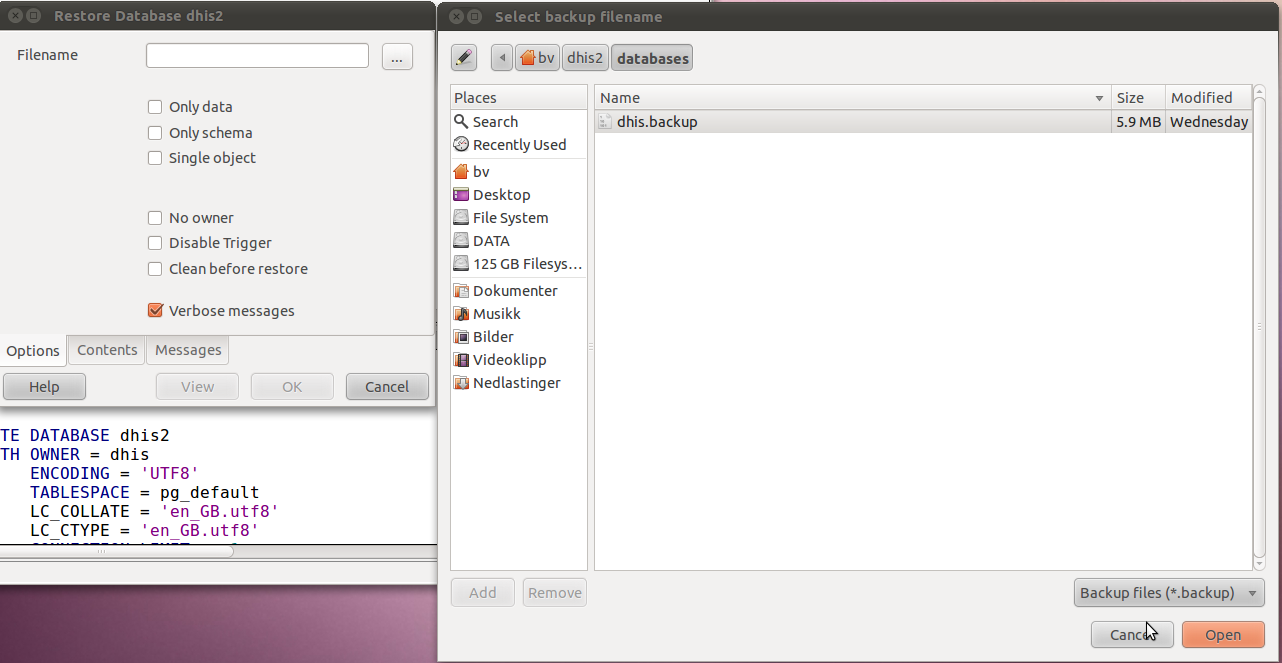 Restore Database dhis2
Filename
...
Only data
Only schema
Single object
No owner
Disable Trigger
Clean before restore
Verbose messages
Options Contents Messages
Help View OK Cancel
TE DATABASE dhis2
TH OWNER = dhis
ENCODING = 'UTF8'
TABLESPACE = pg_default
LC_COLLATE = 'en_GB.utf8'
LC_CTYPE = 'en_GB.utf8'
Select backup filename
bv dhis2 databases
Places
Search
Recently Used
bv
Desktop
File System
DATA
125 GB Filesys...
Dokumenter
Musikk
Bilder
Videoklipp
Nedlastinger
Name Size Modified
dhis.backup 5.9 MB Wednesday
Add Remove
Backup files (*.backup)
Cancel Open